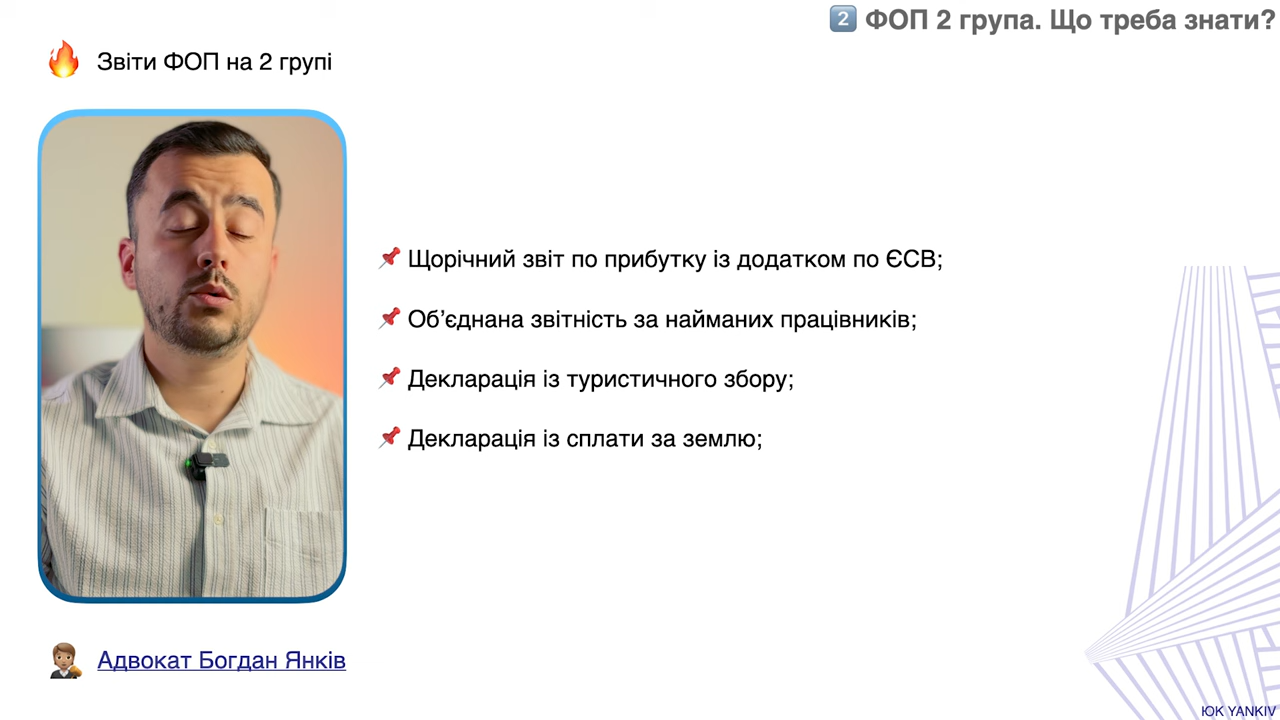 2 ФОП 2 група. Що треба знати?
Звіти ФОП на 2 групі
Щорічний звіт по прибутку із додатком по ЄСВ;
Об’єднана звітність за найманих працівників;
Декларація із туристичного збору;
Декларація із сплати за землю;
Адвокат Богдан Янків
ЮК YANKIV